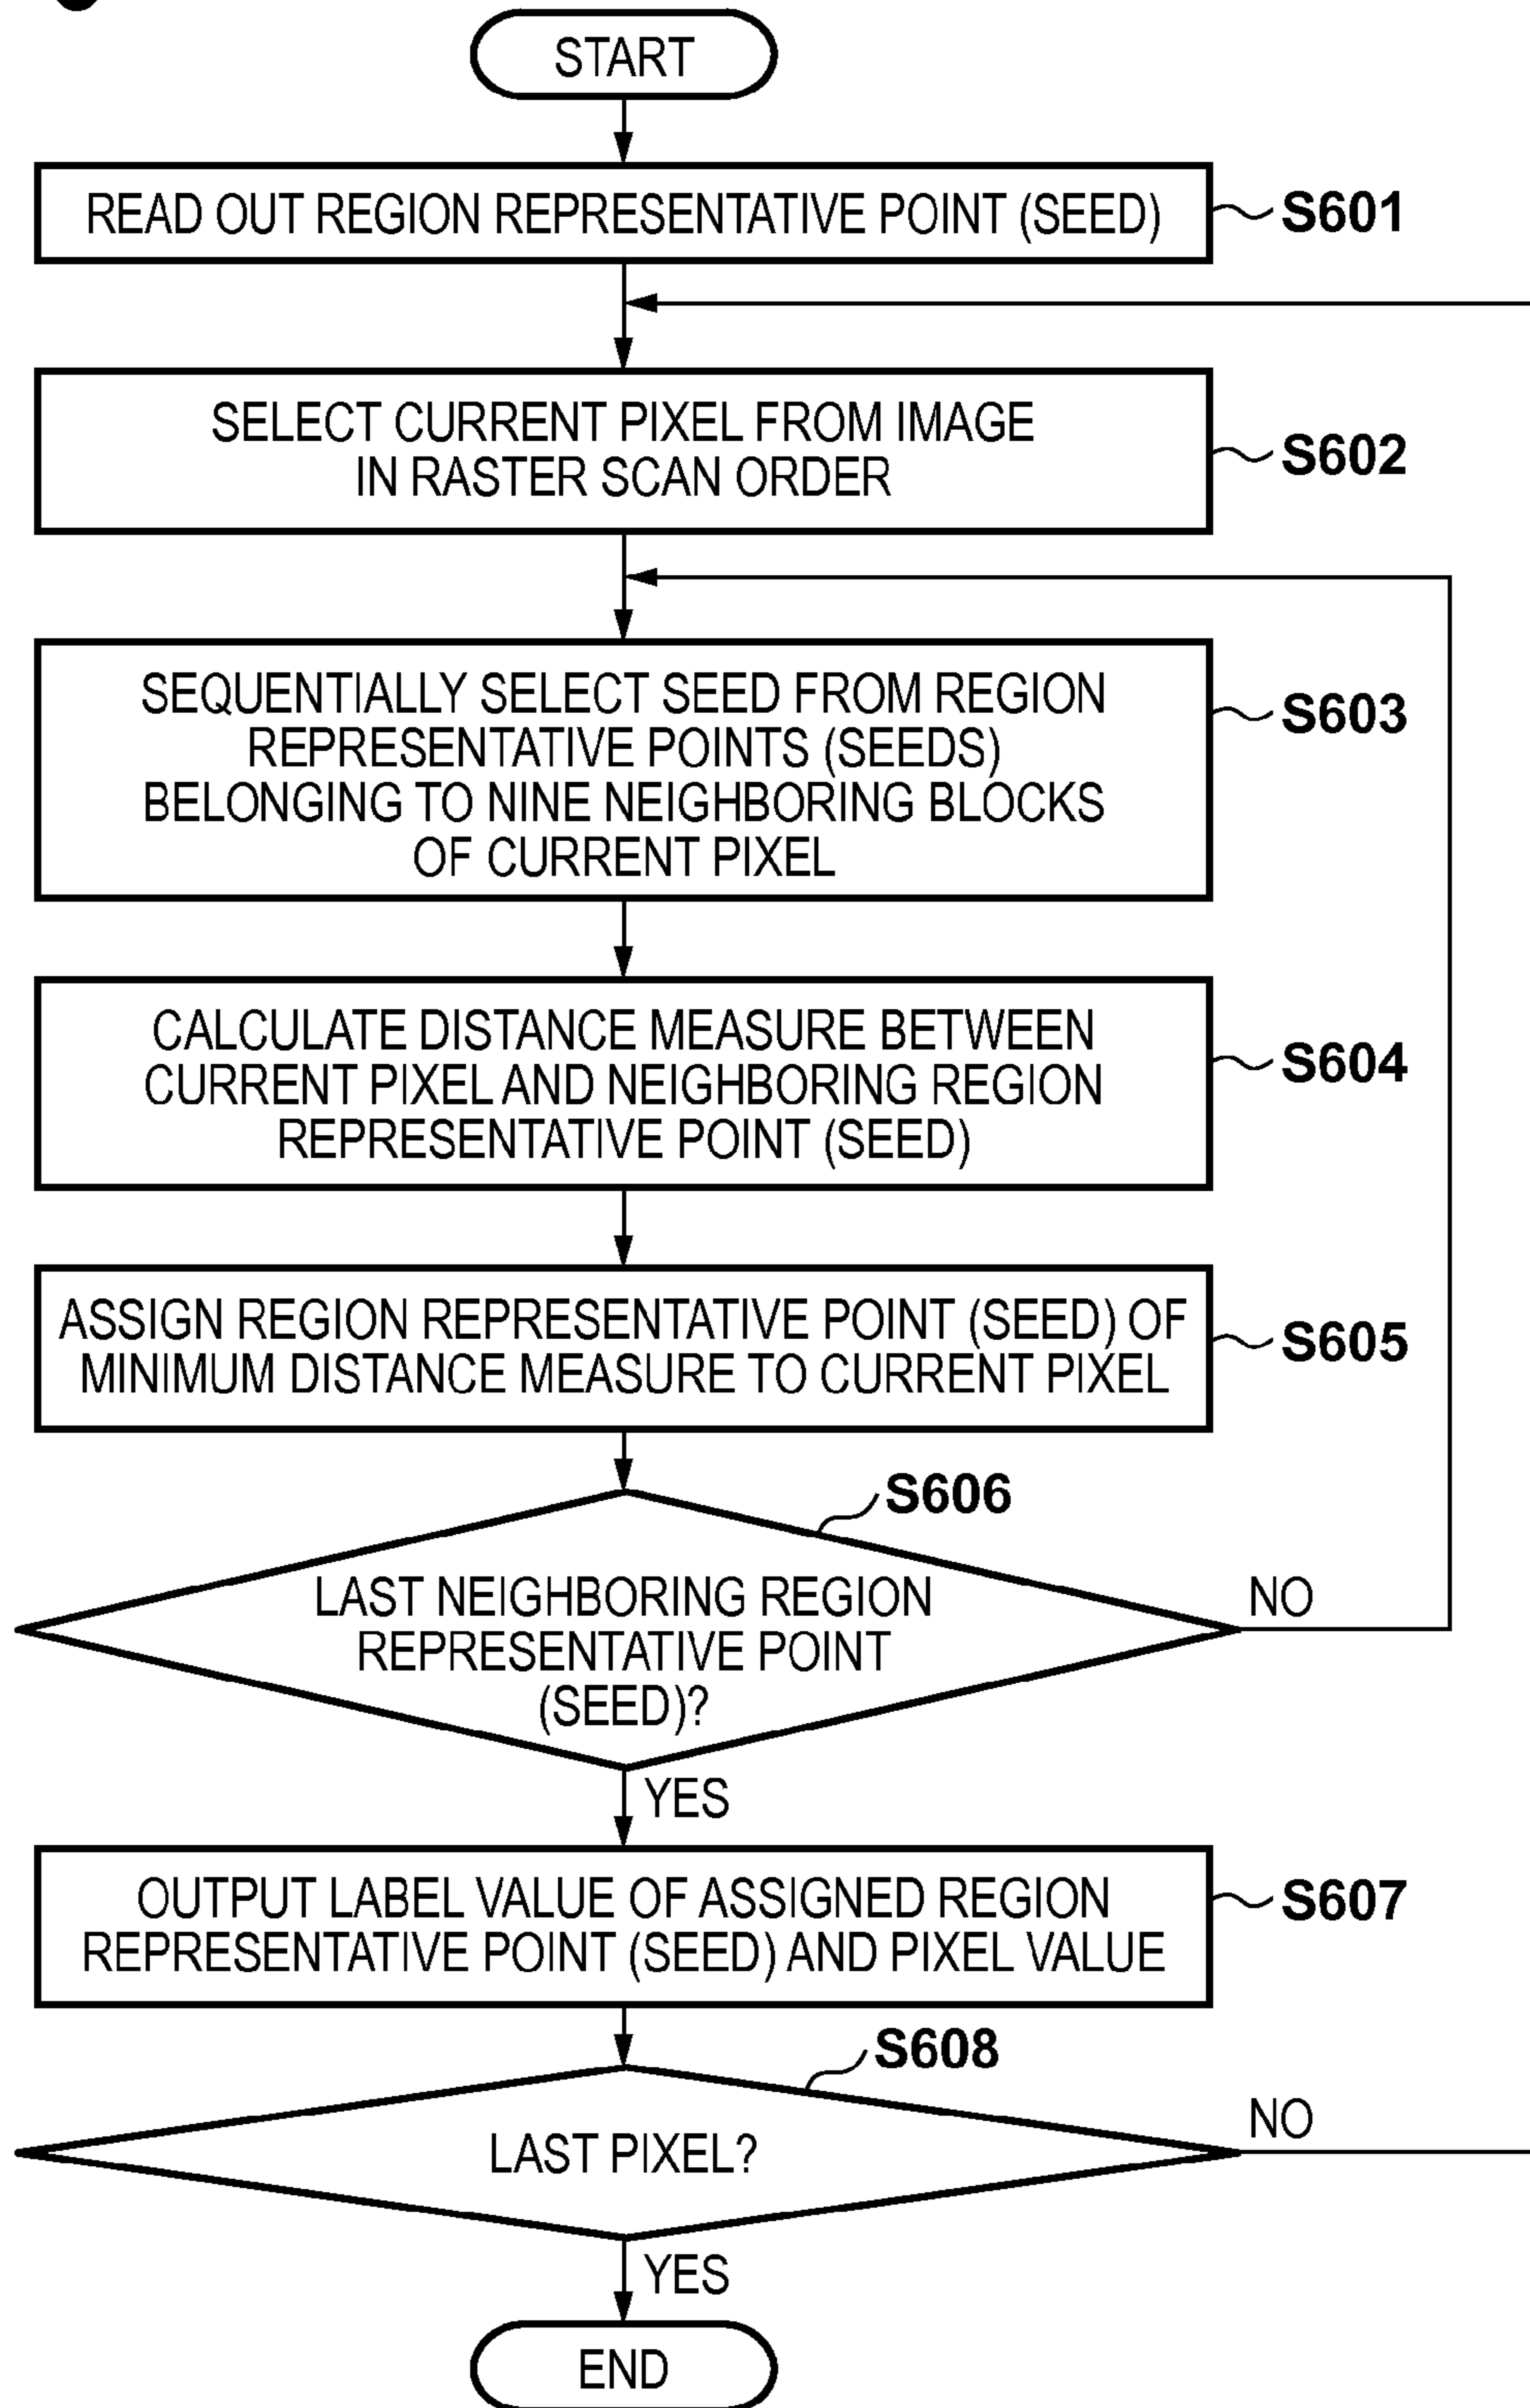 START
READ OUT REGION REPRESENTATIVE POINT (SEED)
S601
SELECT CURRENT PIXEL FROM IMAGE
IN RASTER SCAN ORDER
S602
SEQUENTIALLY SELECT SEED FROM REGION
REPRESENTATIVE POINTS (SEEDS)
BELONGING TO NINE NEIGHBORING BLOCKS
OF CURRENT PIXEL
S603
CALCULATE DISTANCE MEASURE BETWEEN
CURRENT PIXEL AND NEIGHBORING REGION
REPRESENTATIVE POINT (SEED)
S604
ASSIGN REGION REPRESENTATIVE POINT (SEED) OF
MINIMUM DISTANCE MEASURE TO CURRENT PIXEL
S605
S606
LAST NEIGHBORING REGION
REPRESENTATIVE POINT
(SEED)?
NO
YES
OUTPUT LABEL VALUE OF ASSIGNED REGION
REPRESENTATIVE POINT (SEED) AND PIXEL VALUE
S607
S608
LAST PIXEL?
NO
YES
END